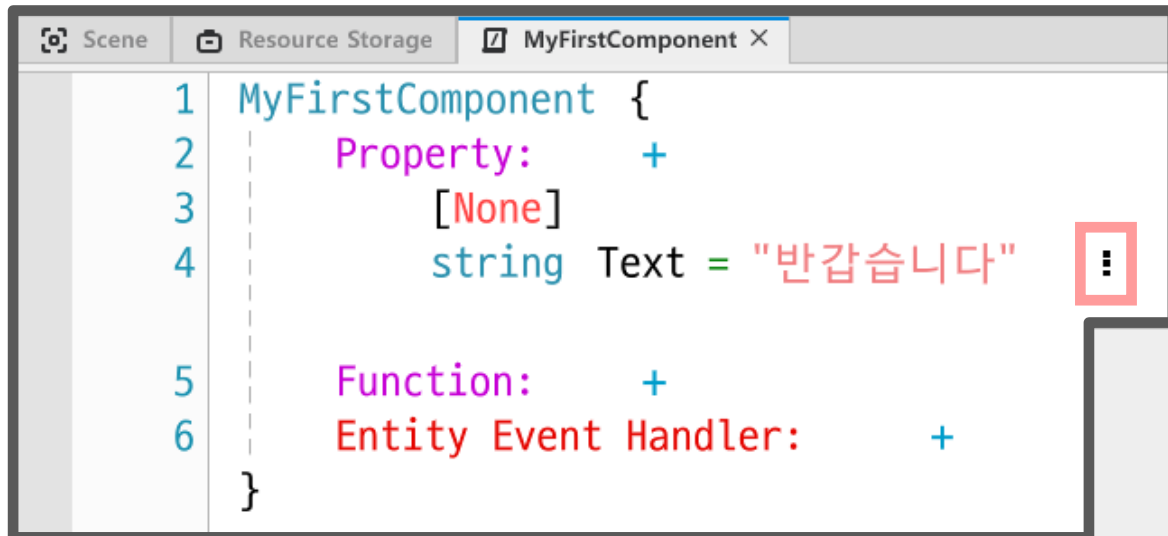 Scene Resource Storage MyFirstComponent ×
1 MyFirstComponent {
2 Property: +
3 [None]
4 string Text = "반갑습니다" ⋮
5 Function: +
6 Entity Event Handler: +
}